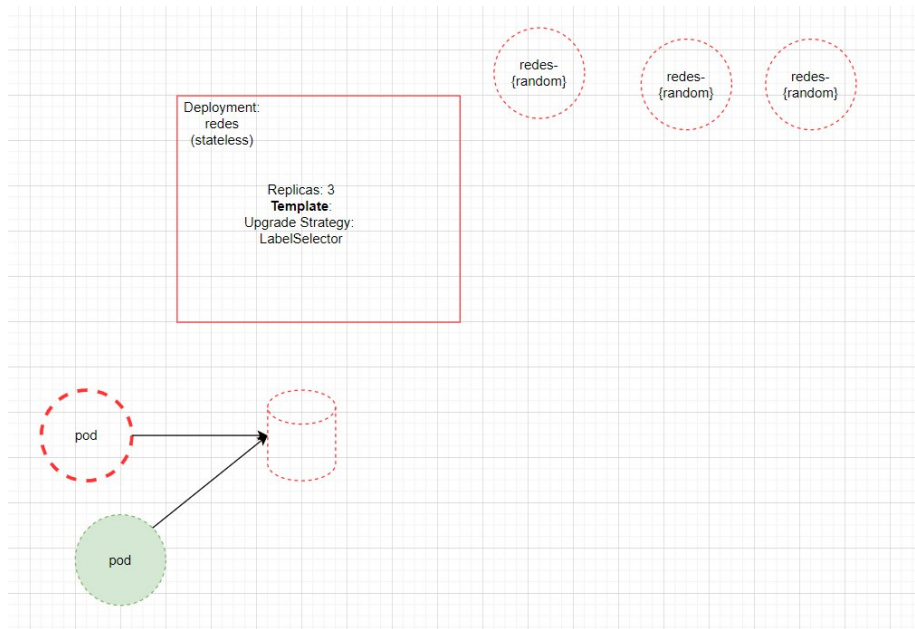 Deployment:
redes
(stateless)
Replicas: 3
Template:
Upgrade Strategy:
LabelSelector
redes-
{random}
redes-
{random}
redes-
{random}
pod
pod